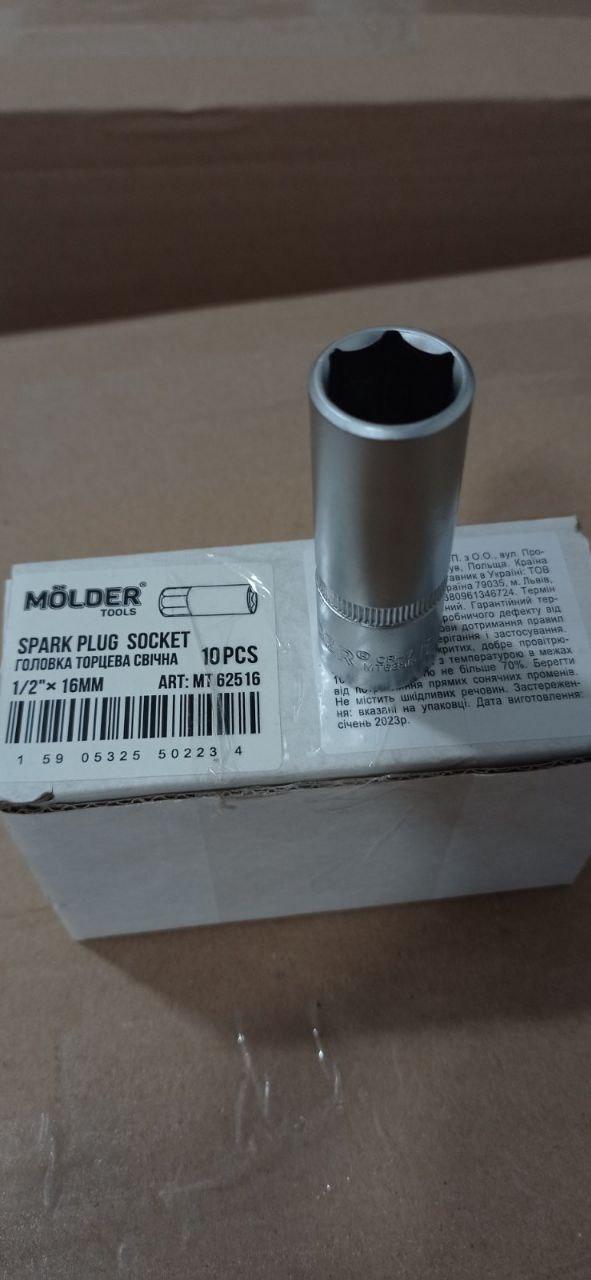 MÖLDER®
TOOLS
SPARK PLUG SOCKET
ГОЛОВКА ТОРЦЕВА СВІЧНА
10 PCS
1/2"× 16MM
ART: MT62516
1 59 05325 50223 4
П. з О.О., вул. Про-
Польща. Країна
в Україні: ТОВ
79035, м. Львів,
380961346724. Термін
Гарантійний тер-
дефекту від
дотримання правил
та застосування.
критих, добре провітрю-
з температурою в межах
не більше 70%. Берегти
від прямих сонячних променів.
Не містить шкідливих речовин. Застережен-
ня: вказані на упаковці. Дата виготовлення:
січень 2023р.